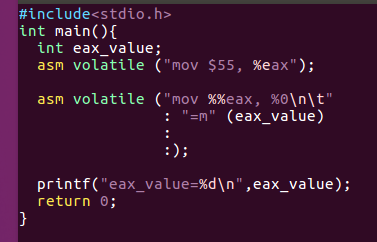 #include<stdio.h>
int main(){
  int eax_value;
  asm volatile ("mov $55, %eax");

  asm volatile ("mov %%eax, %0\n\t"
                : "=m" (eax_value)
                :
                :);

  printf("eax_value=%d\n",eax_value);
  return 0;
}